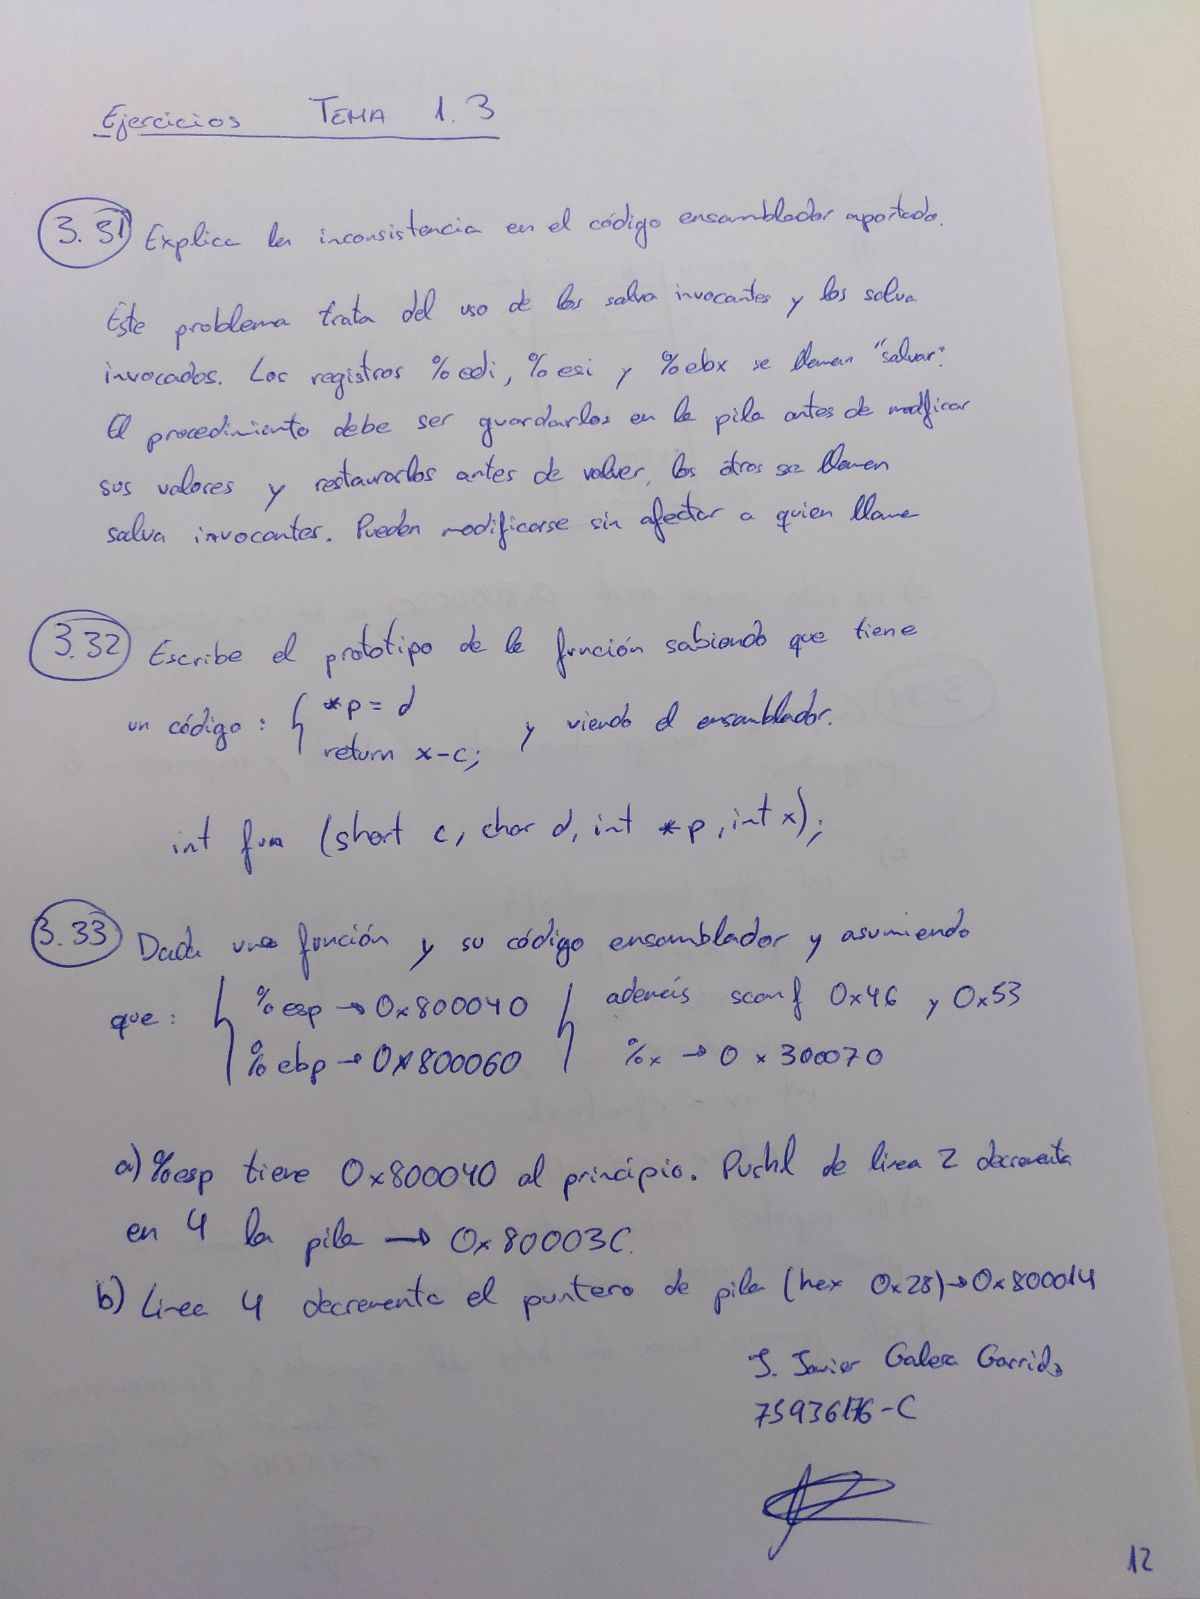 Ejercicios TEMA 1.3
3.31 Explica la inconsistencia en el código ensamblador aportado.
Este problema trata del uso de los salva invocantes y los salva
invocados. Los registros %edi, %esi y %ebx se llaman "salvar".
El procedimiento debe ser guardarlos en la pila antes de modificar
sus valores y restaurarlos antes de volver, los otros se llaman
salva invocantes. Pueden modificarse sin afectar a quien llame
3.32 Escribe el prototipo de la función sabiendo que tiene
un código: { *p = d
return x-c; y viendo el ensamblador.
int fun (short c, char d, int *p, int x);
3.33 Dada una función y su código ensamblador y asumiendo
que: { %esp → 0x800040 } además scanf 0x46 y 0x53
%ebp → 0x800060 %x → 0x300070
a) %esp tiene 0x800040 al principio. Pushl de linea 2 decrementa
en 4 la pila → 0x80003C.
b) Linea 4 decrementa el puntero de pila (hex 0x28) → 0x800014
J. Javier Galera Garrido
75936176-C
12